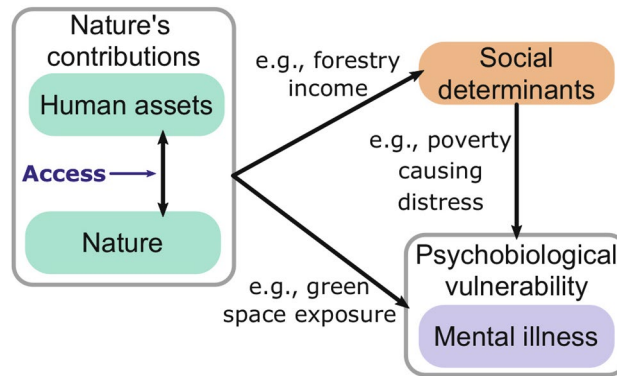 Nature's
contributions
Human assets
Access
Nature
e.g., forestry
income
Social
determinants
e.g., poverty
causing
distress
e.g., green
space exposure
Psychobiological
vulnerability
Mental illness